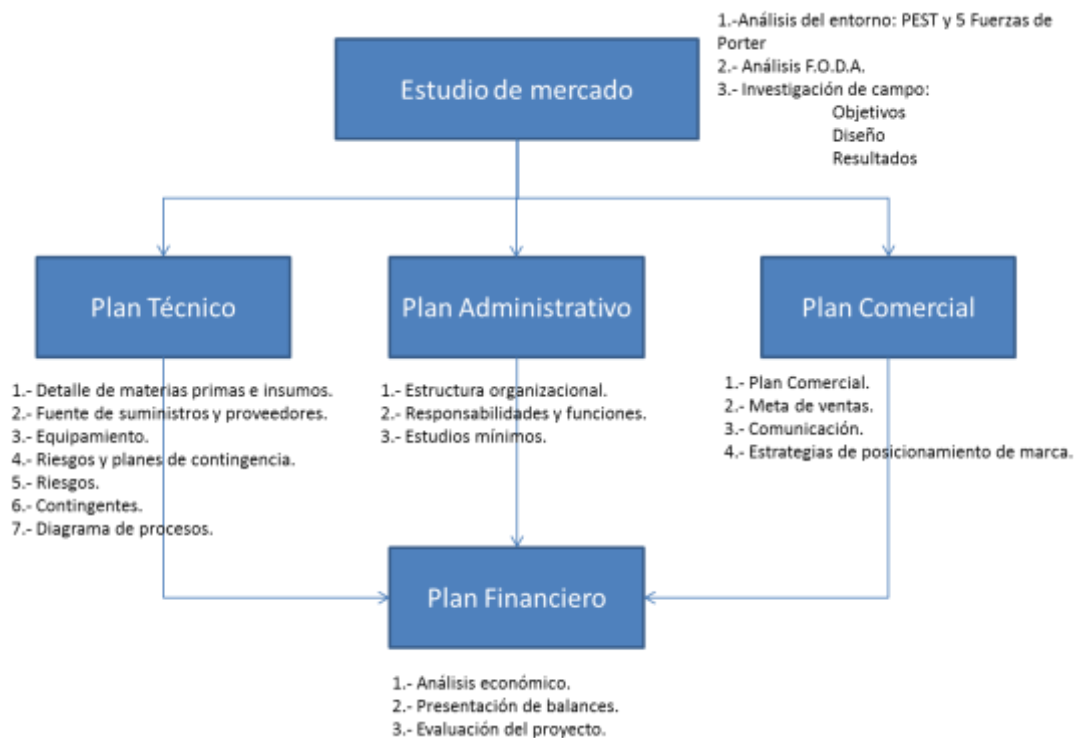 1.-Análisis del entorno: PEST y 5 Fuerzas de
Porter
2.- Análisis F.O.D.A.
3.- Investigación de campo:
Objetivos
Diseño
Resultados
Estudio de mercado
Plan Técnico
1.- Detalle de materias primas e insumos.
2.- Fuente de suministros y proveedores.
3.- Equipamiento.
4.- Riesgos y planes de contingencia.
5.- Riesgos.
6.- Contingentes.
7.- Diagrama de procesos.
Plan Administrativo
1.- Estructura organizacional.
2.- Responsabilidades y funciones.
3.- Estudios mínimos.
Plan Comercial
1.- Plan Comercial.
2.- Meta de ventas.
3.- Comunicación.
4.- Estrategias de posicionamiento de marca.
Plan Financiero
1.- Análisis económico.
2.- Presentación de balances.
3.- Evaluación del proyecto.